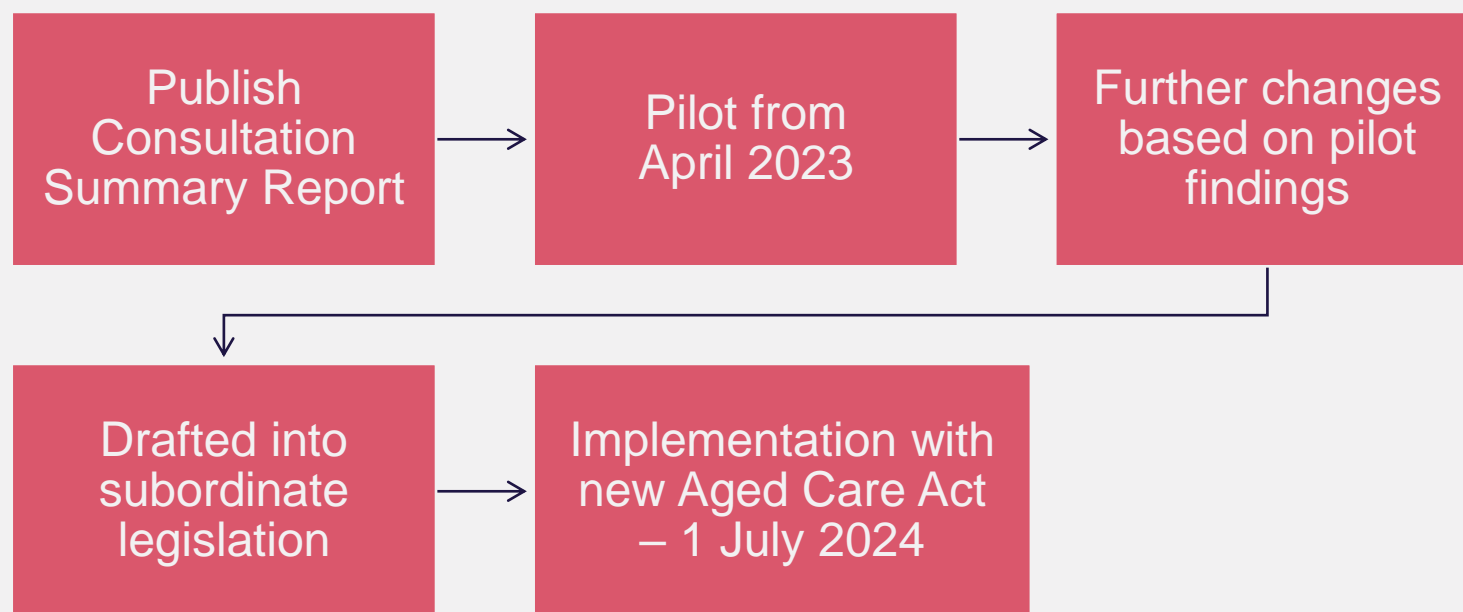 Publish
Consultation
Summary Report
Pilot from
April 2023
Further changes
based on pilot
findings
Drafted into
subordinate
legislation
Implementation with
new Aged Care Act
– 1 July 2024